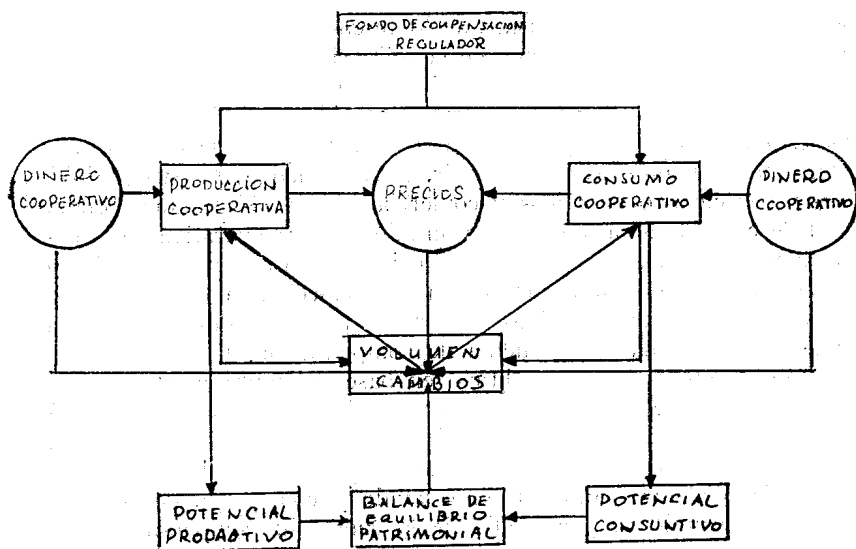 FONDO DE COMPENSACION
REGULADOR
DINERO
COOPERATIVO
PRODUCCION
COOPERATIVA
PRECIOS
CONSUMO
COOPERATIVO
DINERO
COOPERATIVO
VOLUMEN
CAMBIOS
POTENCIAL
PRODABTIVO
BALANCE DE
EQUILIBRIO
PATRIMONIAL
POTENCIAL
CONSUNTIVO